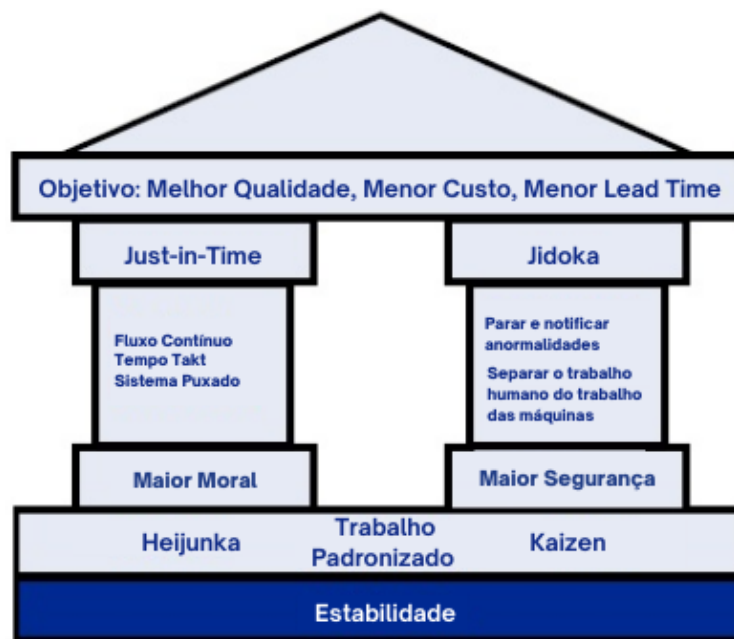 Objetivo: Melhor Qualidade, Menor Custo, Menor Lead Time
Just-in-Time
Jidoka
Fluxo Contínuo
Tempo Takt
Sistema Puxado
Parar e notificar
anormalidades
Separar o trabalho
humano do trabalho
das máquinas
Maior Moral
Maior Segurança
Heijunka
Trabalho
Padronizado
Kaizen
Estabilidade